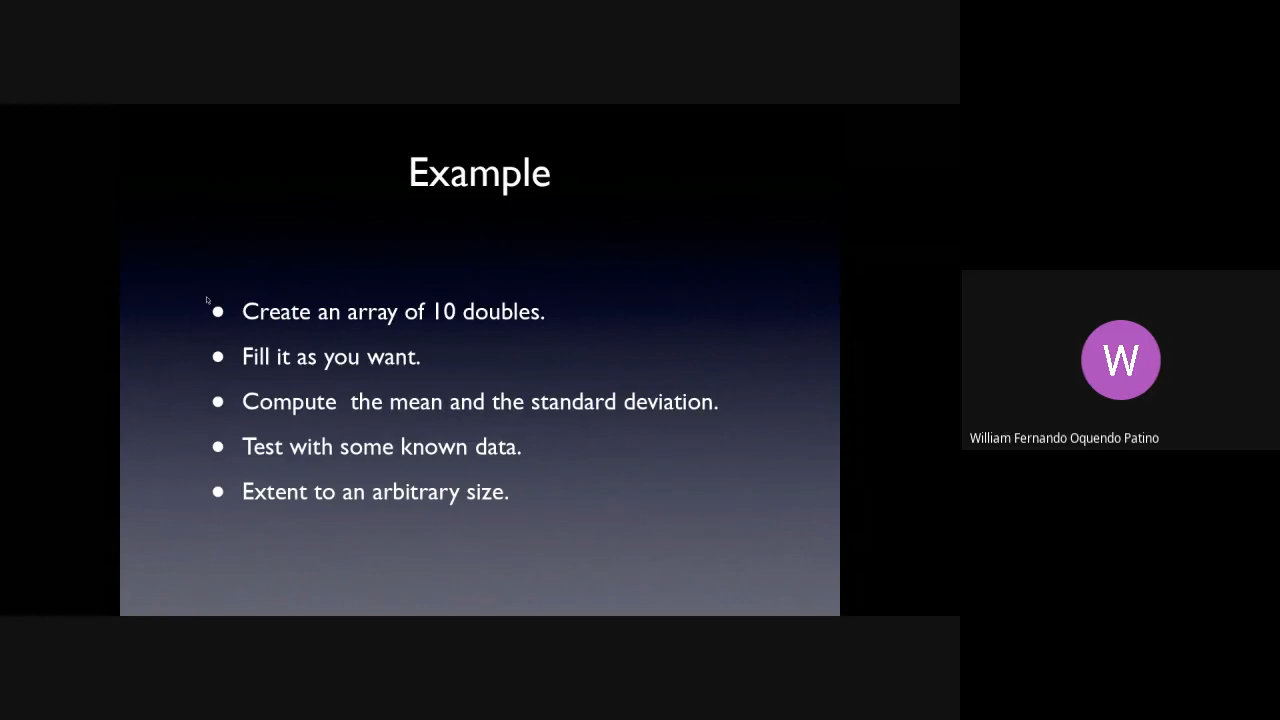 Example
• Create an array of 10 doubles.
• Fill it as you want.
• Compute  the mean and the standard deviation.
• Test with some known data.
• Extent to an arbitrary size.
W
William Fernando Oquendo Patino